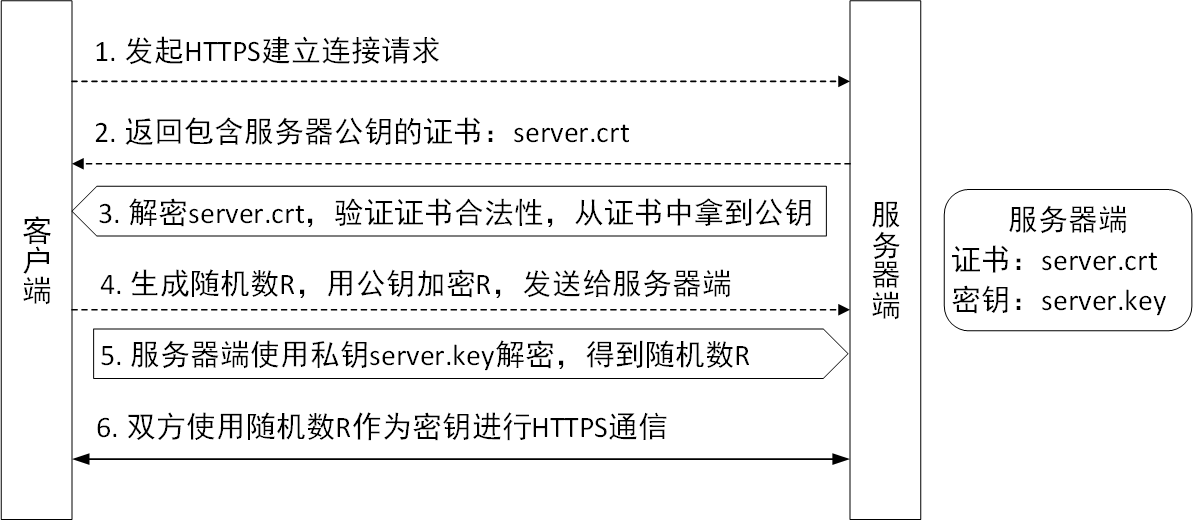 1. 发起HTTPS建立连接请求
2. 返回包含服务器公钥的证书：server.crt
3. 解密server.crt，验证证书合法性，从证书中拿到公钥
4. 生成随机数R，用公钥加密R，发送给服务器端
5. 服务器端使用私钥server.key解密，得到随机数R
6. 双方使用随机数R作为密钥进行HTTPS通信
客户端
服务器端
服务器端
证书：server.crt
密钥：server.key